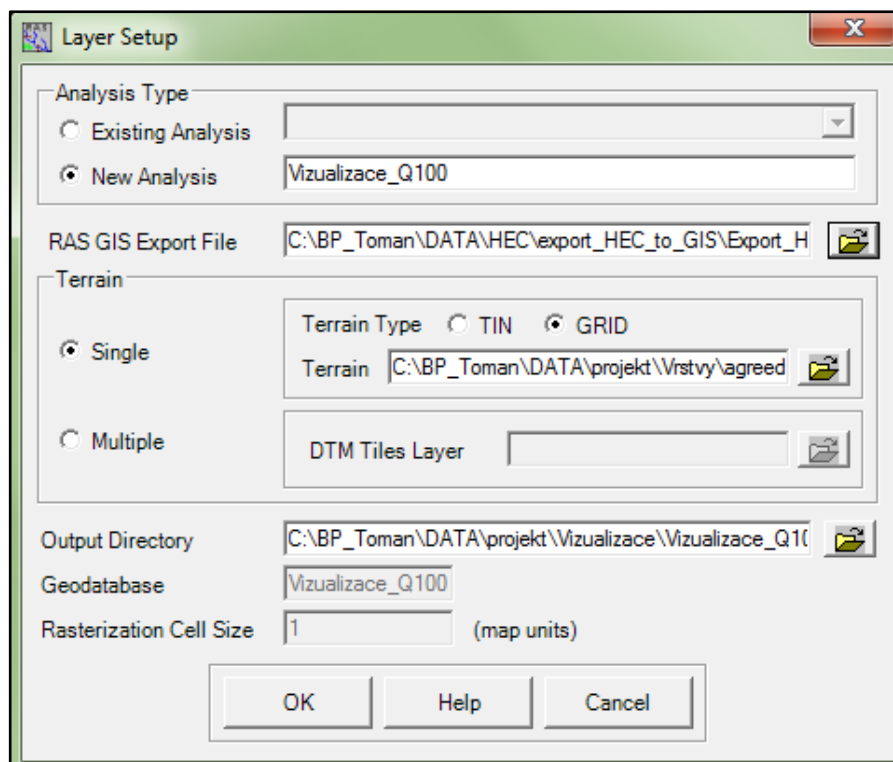 Layer Setup
Analysis Type
Existing Analysis
New Analysis
Vizualizace_Q100
RAS GIS Export File
C:\BP_Toman\DATA\HEC\export_HEC_to_GIS\Export_H
Terrain
Single
Terrain Type TIN GRID
Terrain C:\BP_Toman\DATA\projekt\Vrstvy\agreed
Multiple
DTM Tiles Layer
Output Directory C:\BP_Toman\DATA\projekt\Vizualizace\Vizualizace_Q10
Geodatabase Vizualizace_Q100
Rasterization Cell Size 1 (map units)
OK Help Cancel